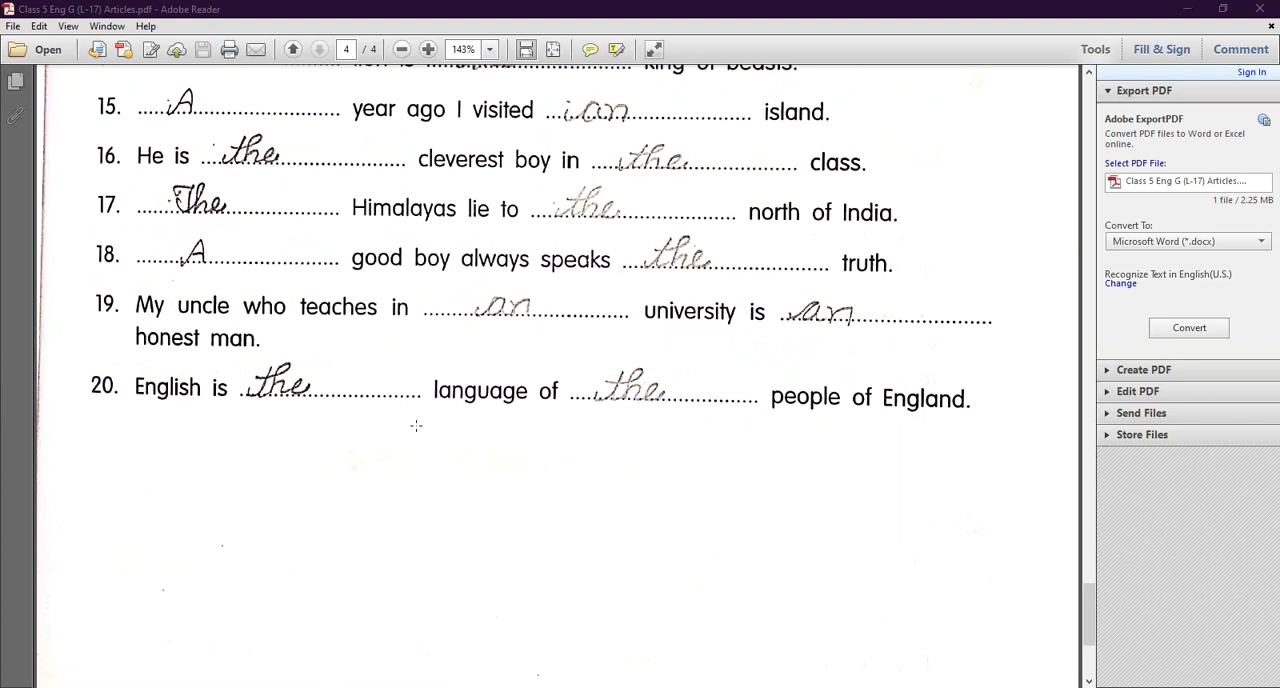 Class 5 Eng G (L-17) Articles.pdf - Adobe Reader
File Edit View Window Help
Open 4 / 4 143% Tools Fill & Sign Comment
Sign In
king of beasts.
15. A year ago I visited an island.
16. He is the cleverest boy in the class.
17. The Himalayas lie to the north of India.
18. A good boy always speaks the truth.
19. My uncle who teaches in an university is an
honest man.
20. English is the language of the people of England.
Export PDF
Adobe ExportPDF
Convert PDF files to Word or Excel
online.
Select PDF File:
Class 5 Eng G (L-17) Articles....
1 file / 2.25 MB
Convert To:
Microsoft Word (*.docx)
Recognize Text in English(U.S.)
Change
Convert
Create PDF
Edit PDF
Send Files
Store Files